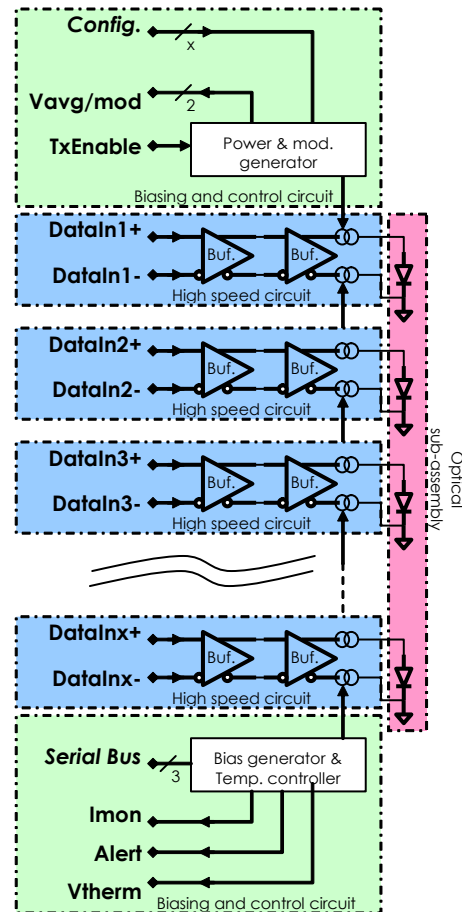 Config.
x
Vavg/mod
2
TxEnable
Power & mod.
generator
Biasing and control circuit
DataIn1+
Buf.
Buf.
DataIn1-
High speed circuit
DataIn2+
Buf.
Buf.
DataIn2-
High speed circuit
DataIn3+
Buf.
Buf.
DataIn3-
High speed circuit
Optical
sub-assembly
DataInx+
Buf.
Buf.
DataInx-
High speed circuit
Serial Bus
3
Bias generator &
Temp. controller
Imon
Alert
Vtherm
Biasing and control circuit